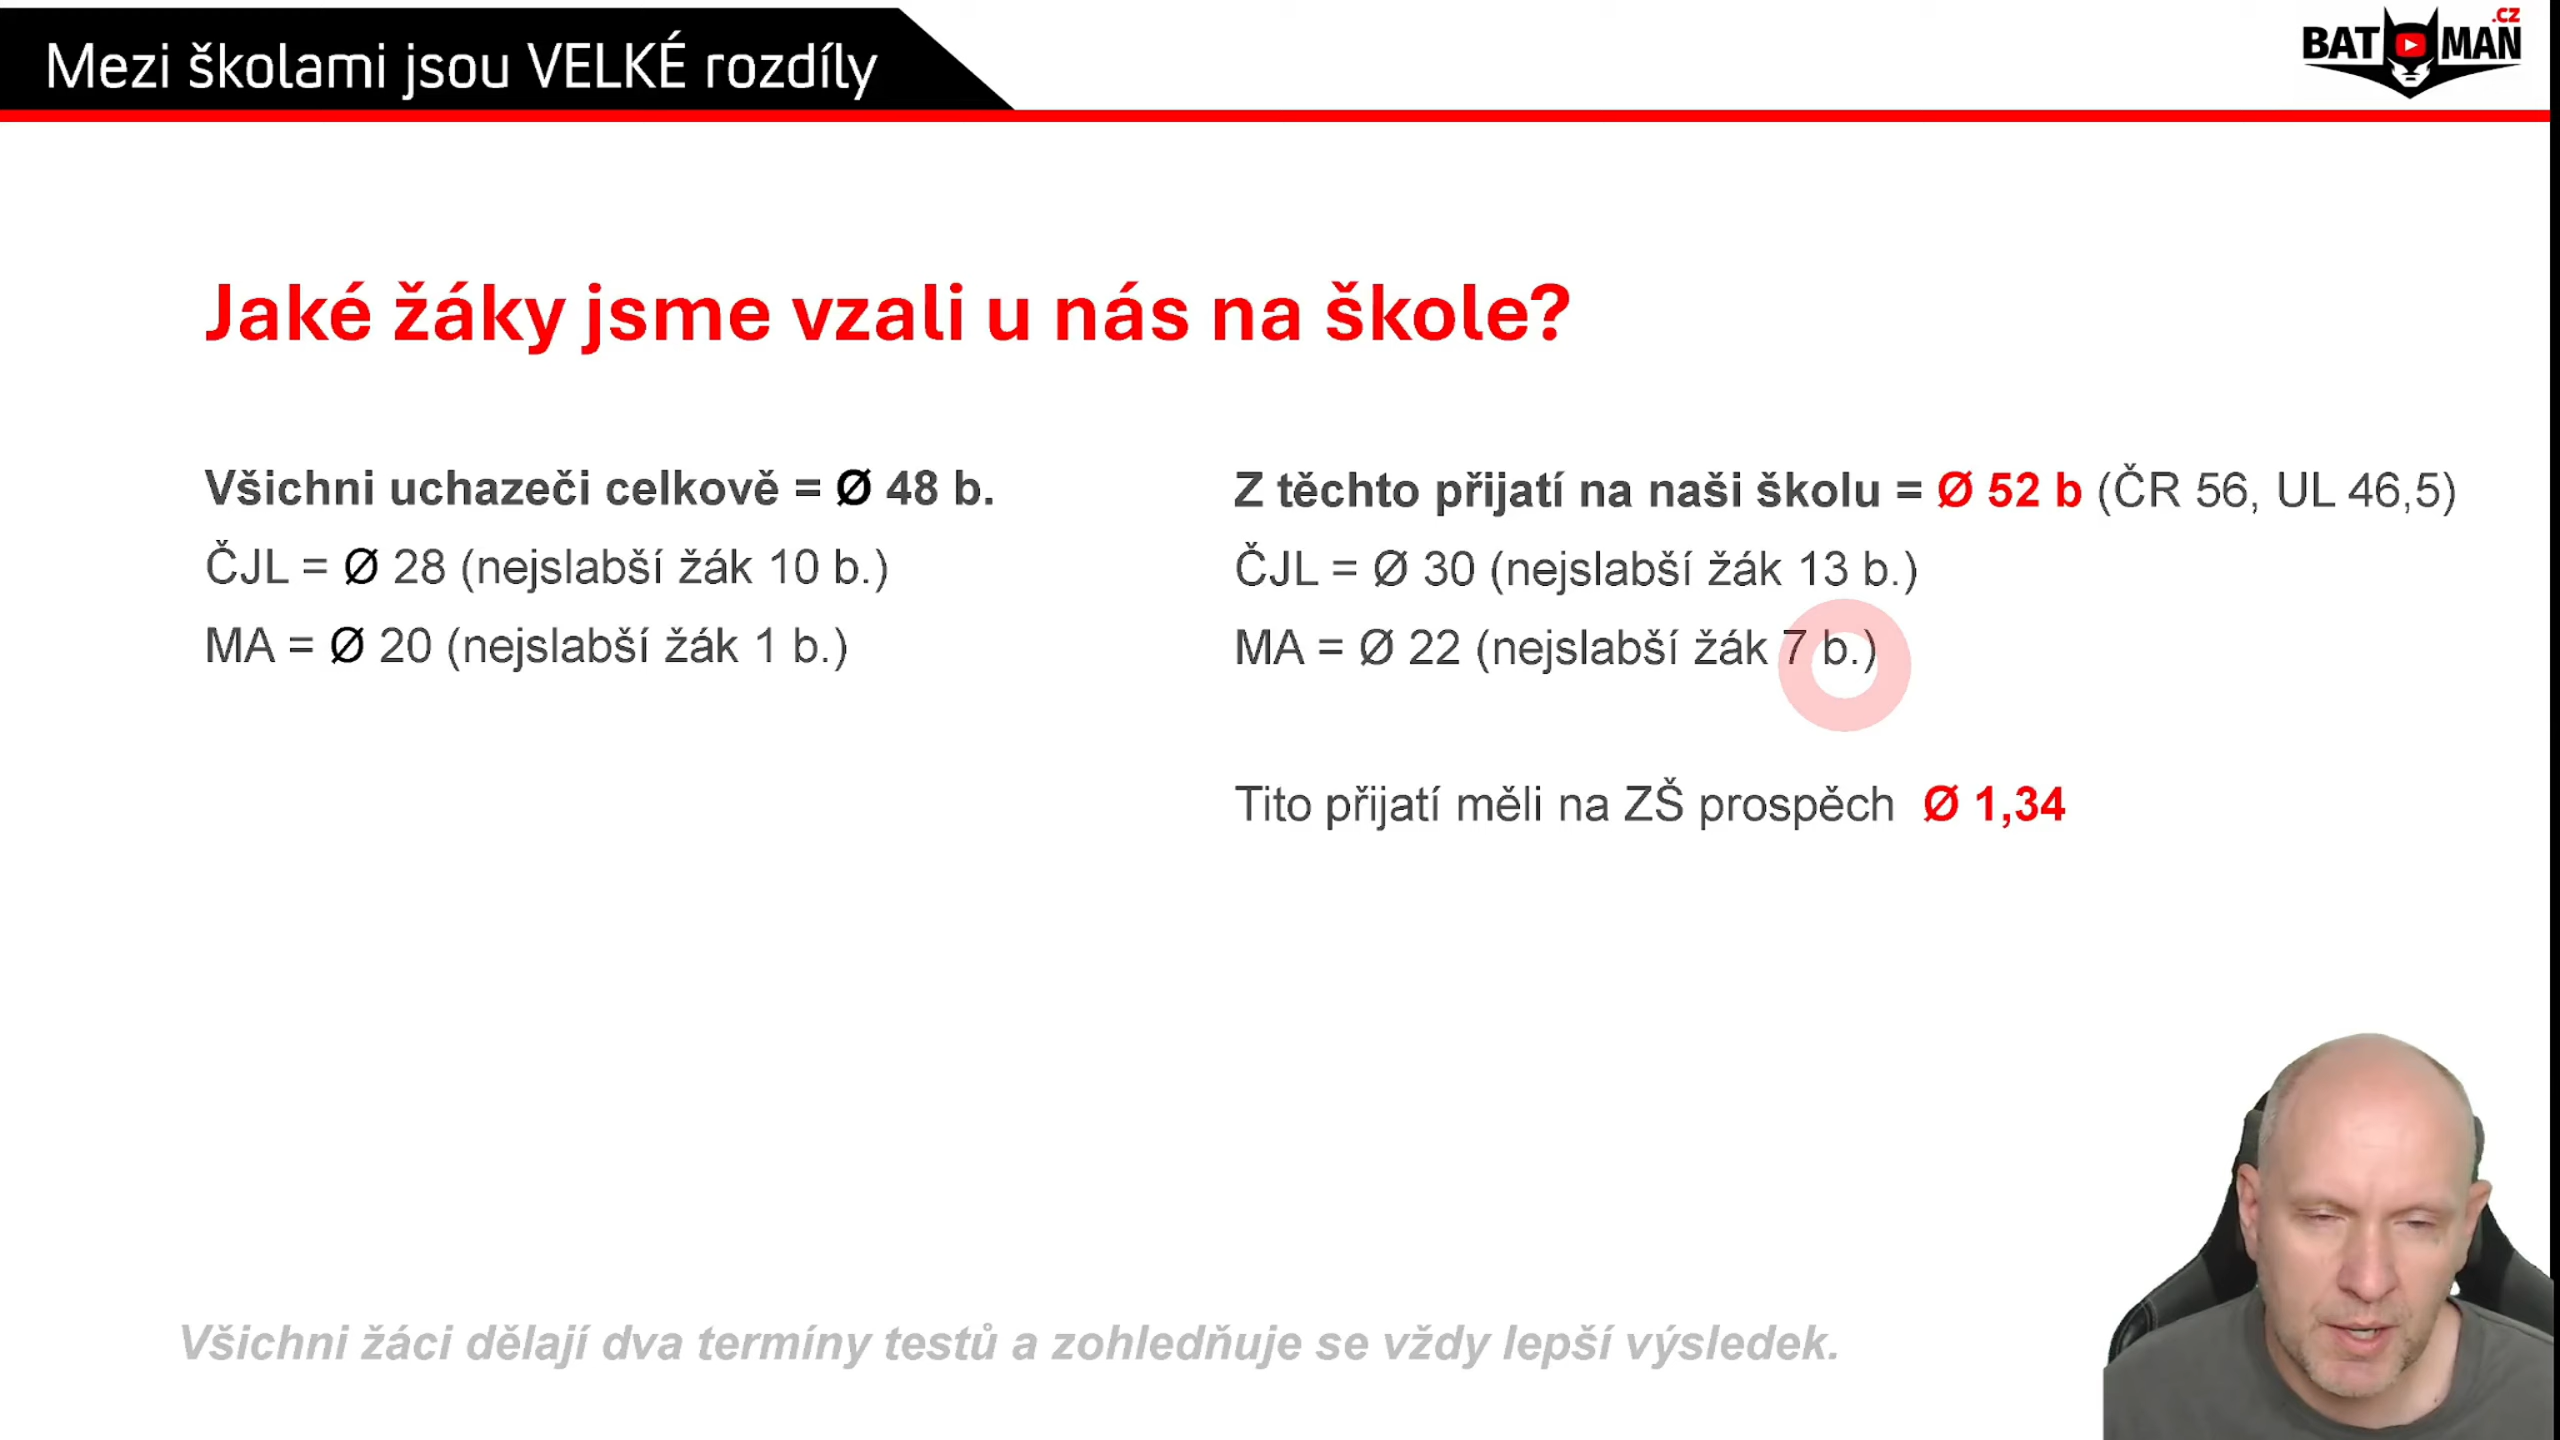 Mezi školami jsou VELKÉ rozdíly
BAT MAN .CZ
Jaké žáky jsme vzali u nás na škole?
Všichni uchazeči celkově = Ø 48 b.
ČJL = Ø 28 (nejslabší žák 10 b.)
MA = Ø 20 (nejslabší žák 1 b.)
Z těchto přijatí na naši školu = Ø 52 b (ČR 56, UL 46,5)
ČJL = Ø 30 (nejslabší žák 13 b.)
MA = Ø 22 (nejslabší žák 7 b.)
Tito přijatí měli na ZŠ prospěch Ø 1,34
Všichni žáci dělají dva termíny testů a zohledňuje se vždy lepší výsledek.